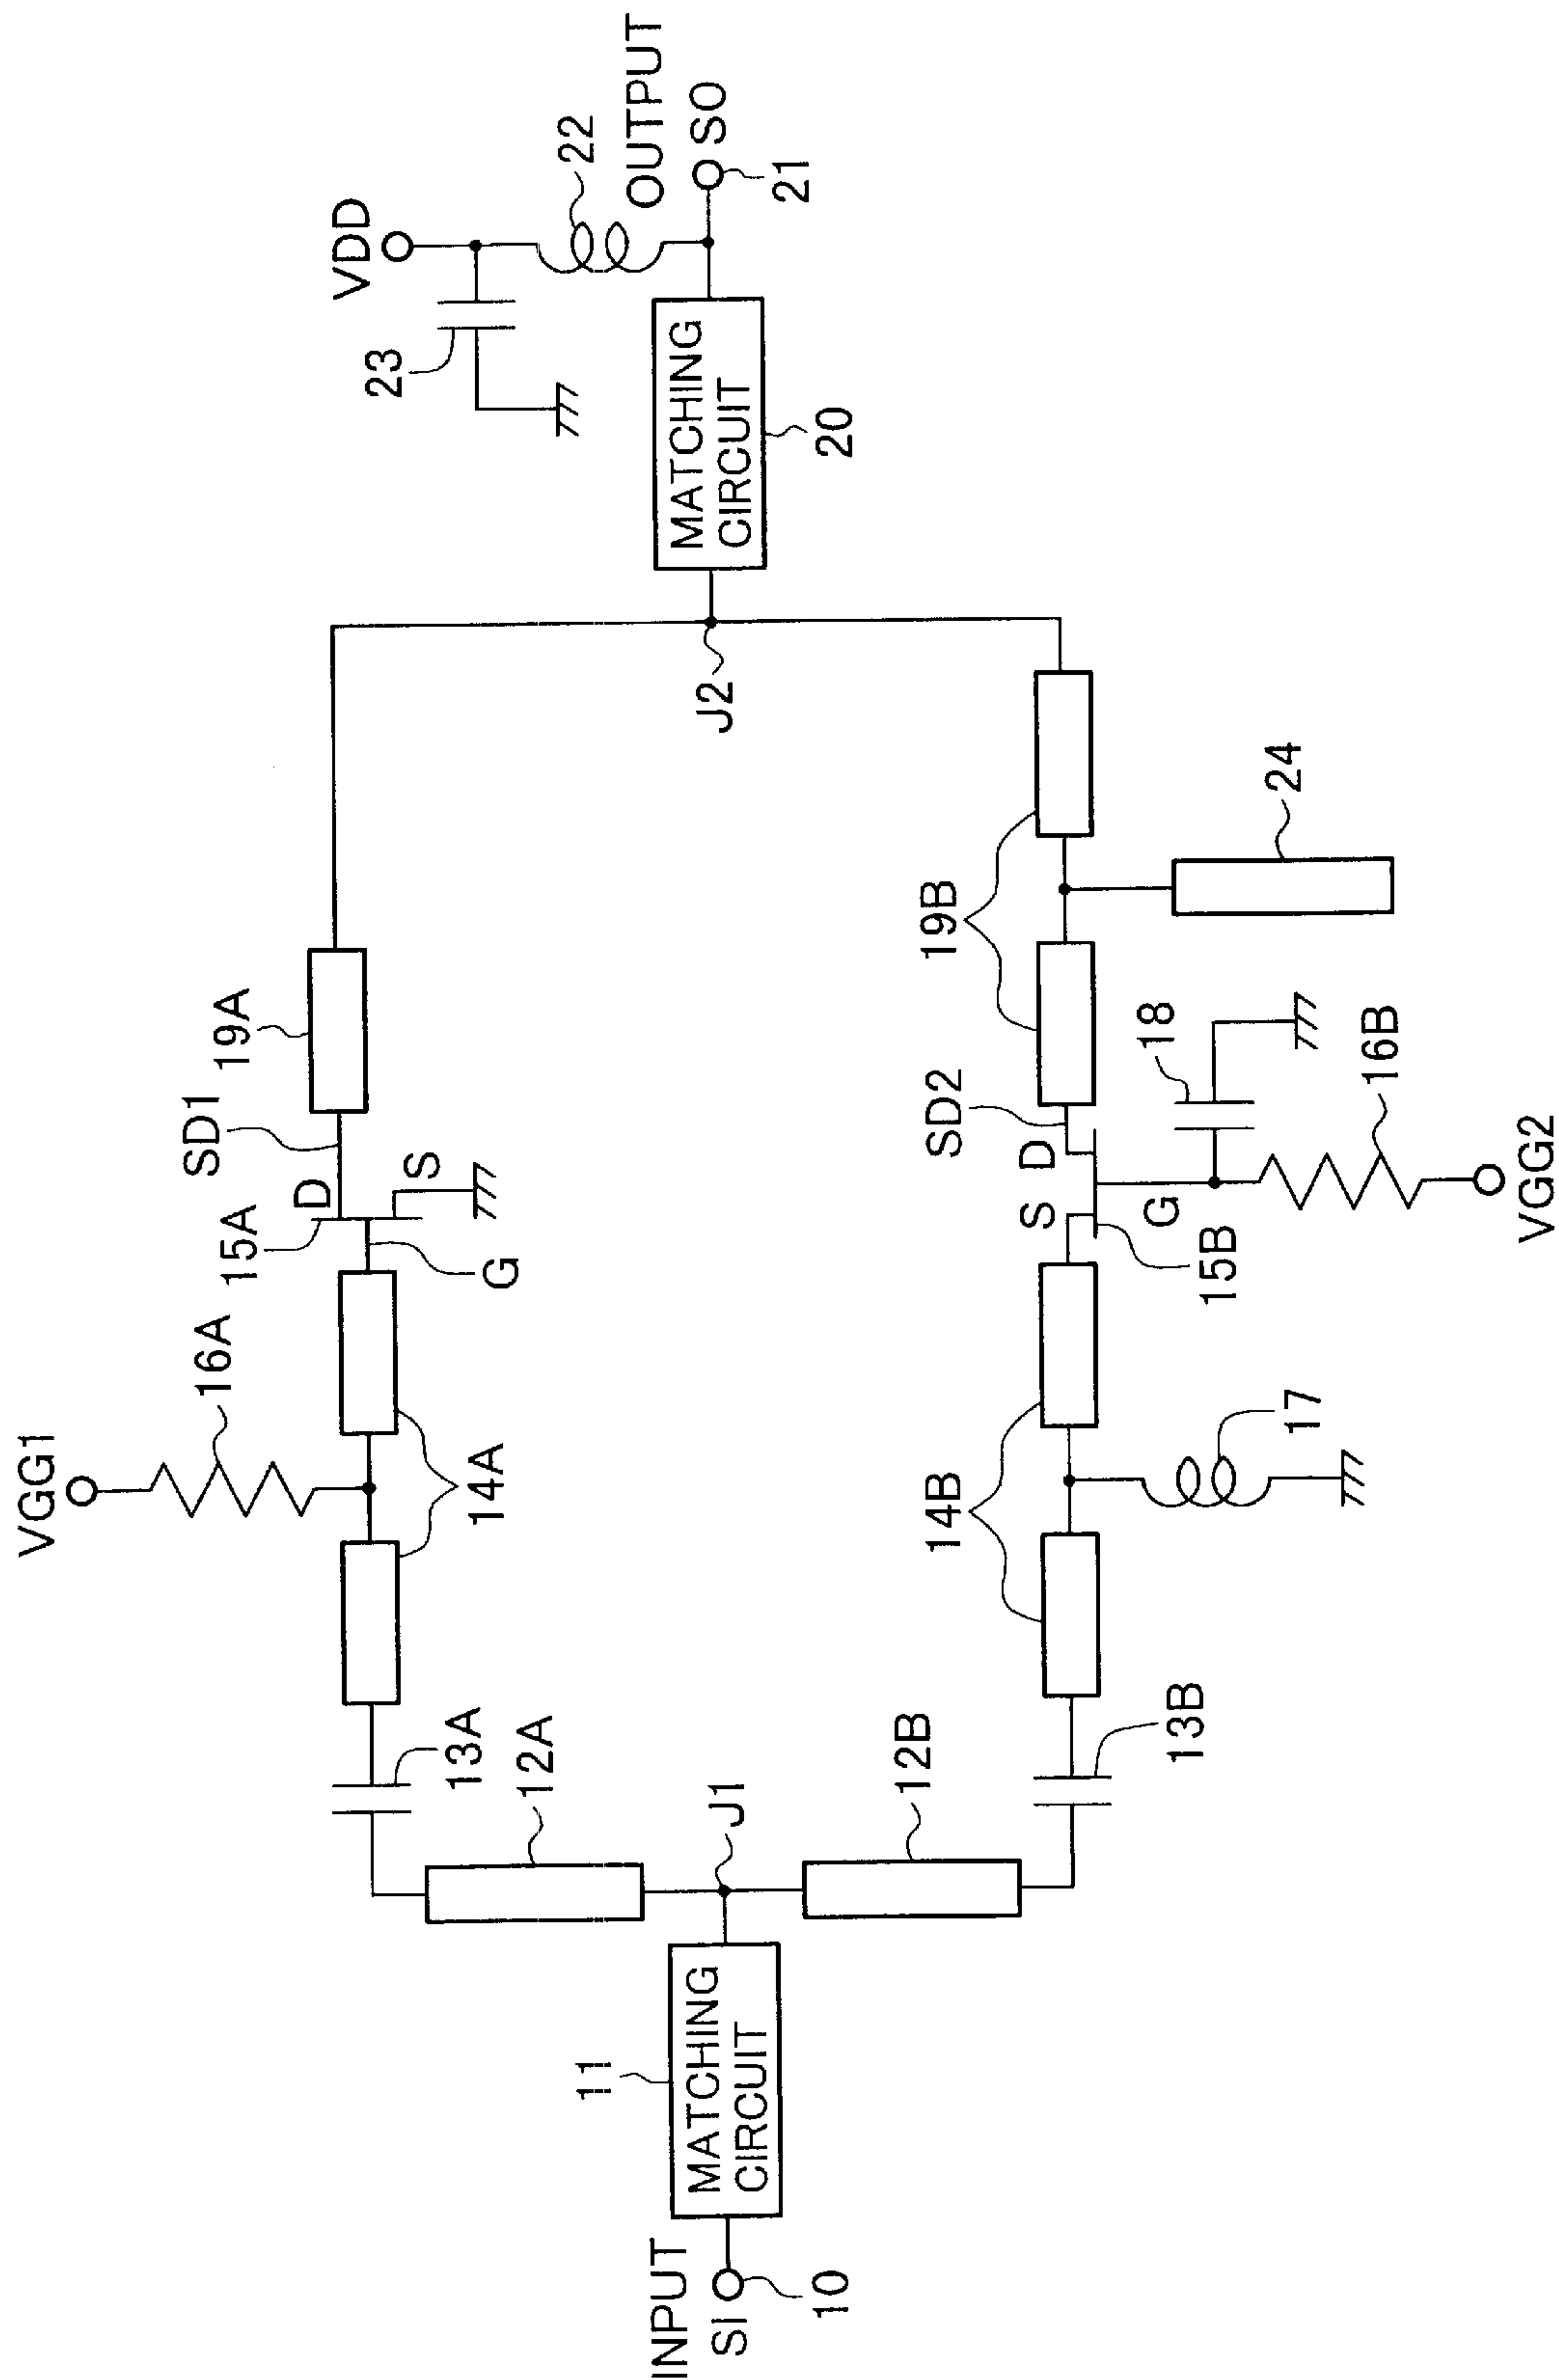 VGG1
16A
15A
D
SD1
19A
14A
G
S
13A
12A
VDD
23
22
OUTPUT
SO
21
MATCHING
CIRCUIT
20
J2
INPUT
SI
10
11
MATCHING
CIRCUIT
J1
12B
13B
14B
17
S
D
G
15B
SD2
18
16B
VGG2
19B
24